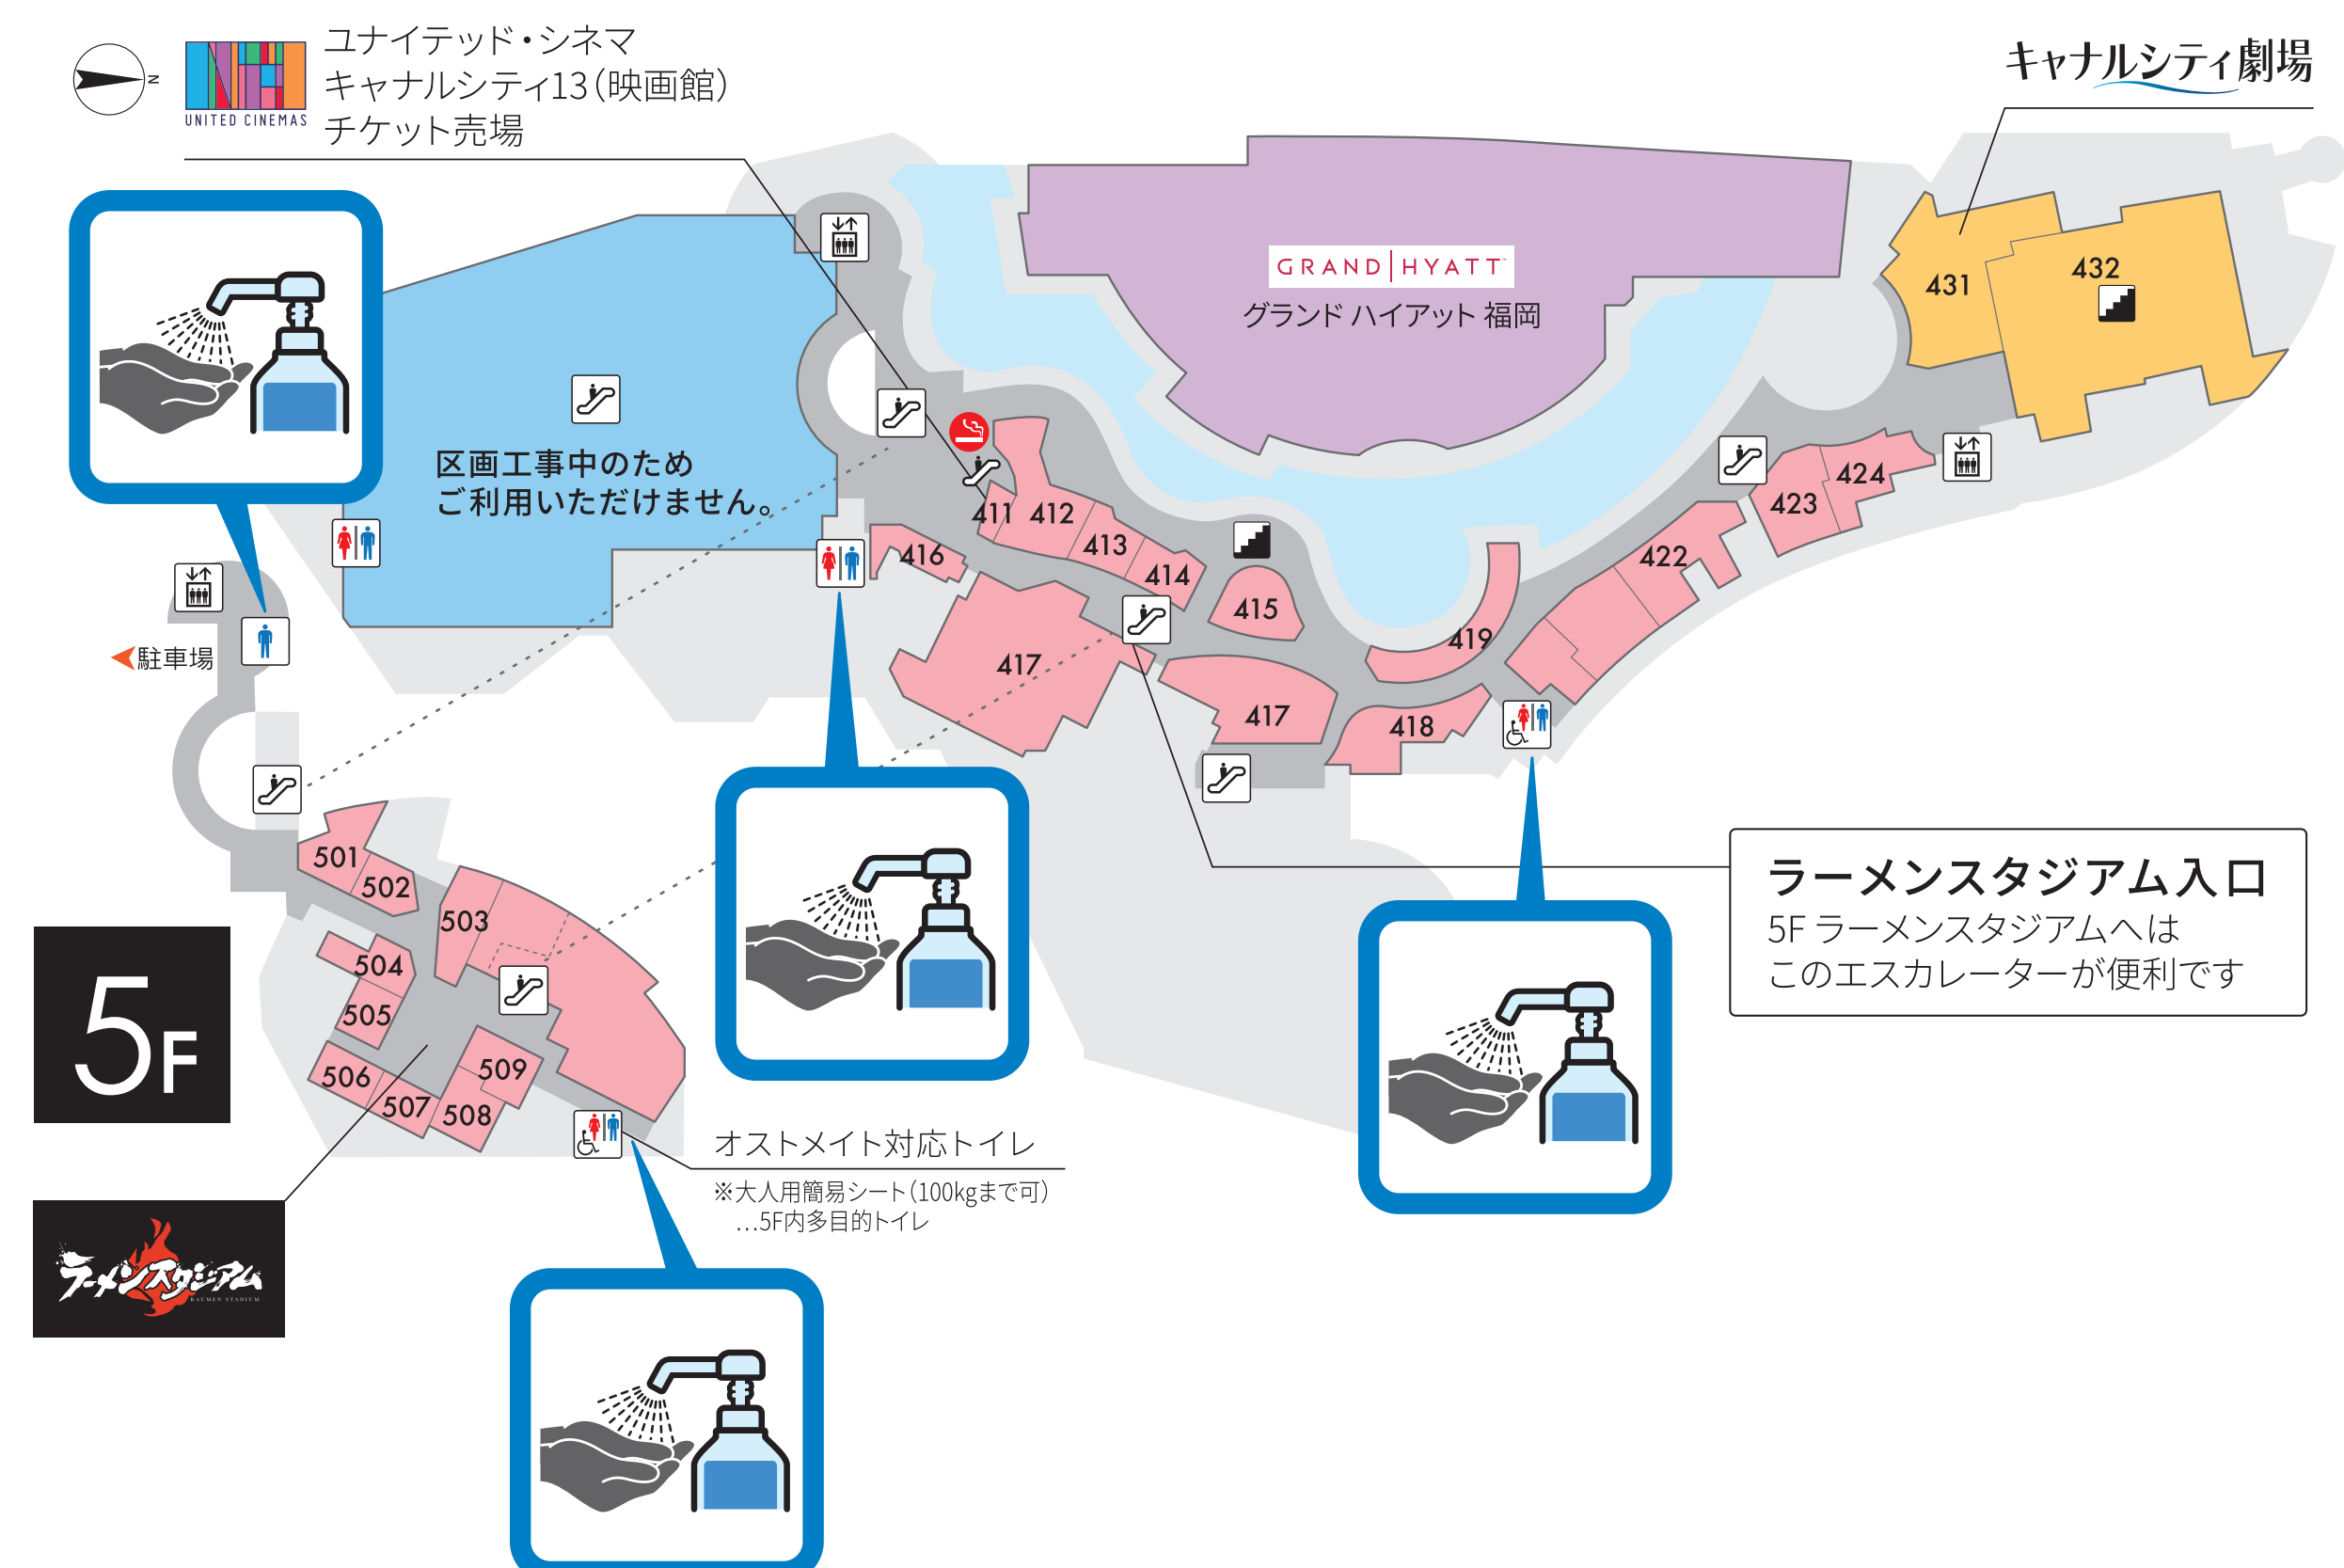 N
UNITED CINEMAS
ユナイテッド・シネマ
キャナルシティ13（映画館）
チケット売場
キャナルシティ劇場
GRAND HYATT
グランド ハイアット 福岡
431
432
区画工事中のため
ご利用いただけません。
411
412
413
414
415
416
417
417
418
419
422
423
424
駐車場
501
502
503
504
505
506
507
508
509
5F
ラーメンスタジアム
RAUMEN STADIUM
オストメイト対応トイレ
※大人用簡易シート（100kgまで可）
…5F内多目的トイレ
ラーメンスタジアム入口
5F ラーメンスタジアムへは
このエスカレーターが便利です